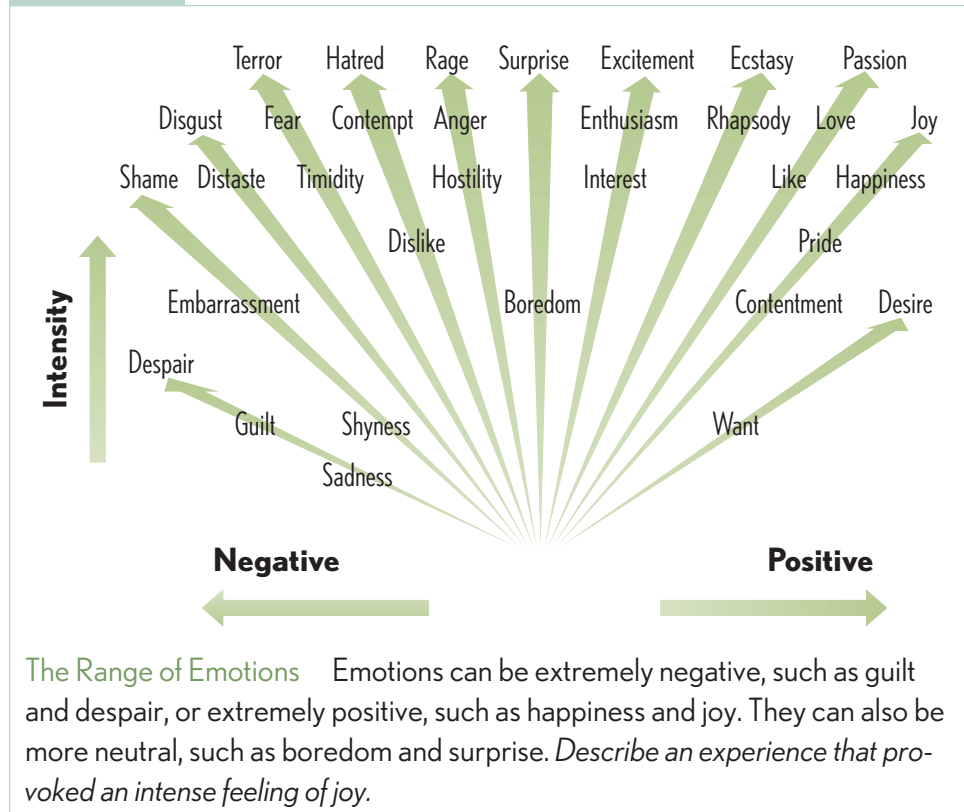 Terror Hatred Rage Surprise Excitement Ecstasy Passion
Disgust Fear Contempt Anger Enthusiasm Rhapsody Love Joy
Shame Distaste Timidity Hostility Interest Like Happiness
Dislike Pride
Embarrassment Boredom Contentment Desire
Despair
Guilt Shyness Want
Sadness
Intensity
Negative Positive
The Range of Emotions Emotions can be extremely negative, such as guilt
and despair, or extremely positive, such as happiness and joy. They can also be
more neutral, such as boredom and surprise. Describe an experience that pro-
voked an intense feeling of joy.